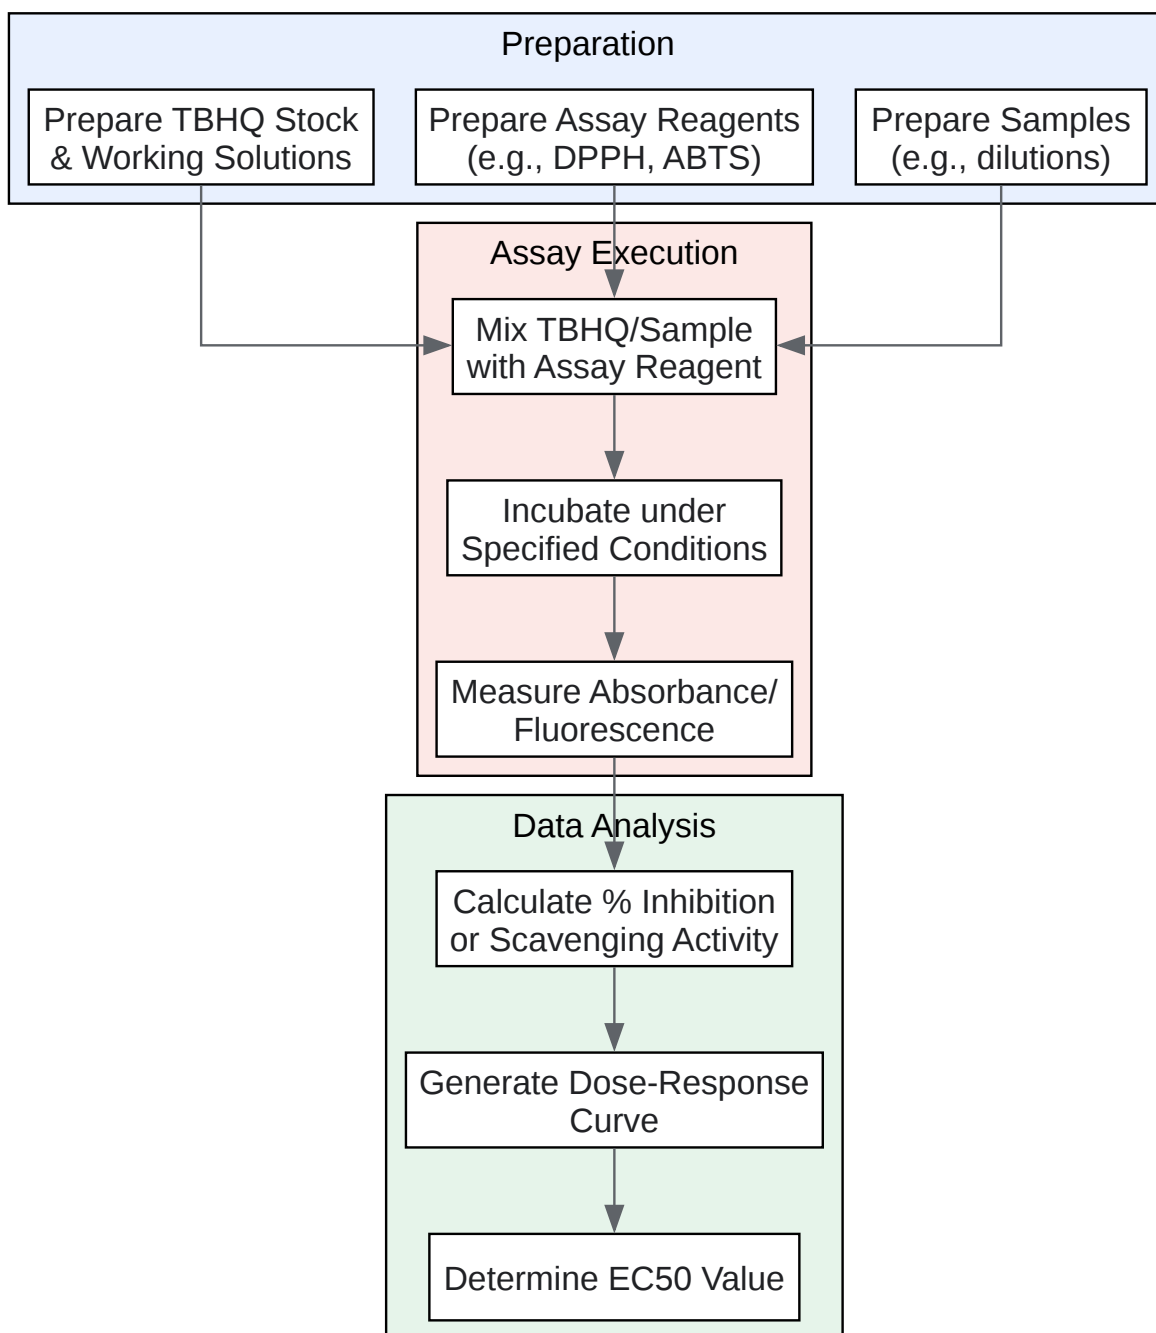 Preparation
Prepare TBHQ Stock
& Working Solutions
Prepare Assay Reagents
(e.g., DPPH, ABTS)
Prepare Samples
(e.g., dilutions)
Assay Execution
Mix TBHQ/Sample
with Assay Reagent
Incubate under
Specified Conditions
Measure Absorbance/
Fluorescence
Data Analysis
Calculate % Inhibition
or Scavenging Activity
Generate Dose-Response
Curve
Determine EC50 Value